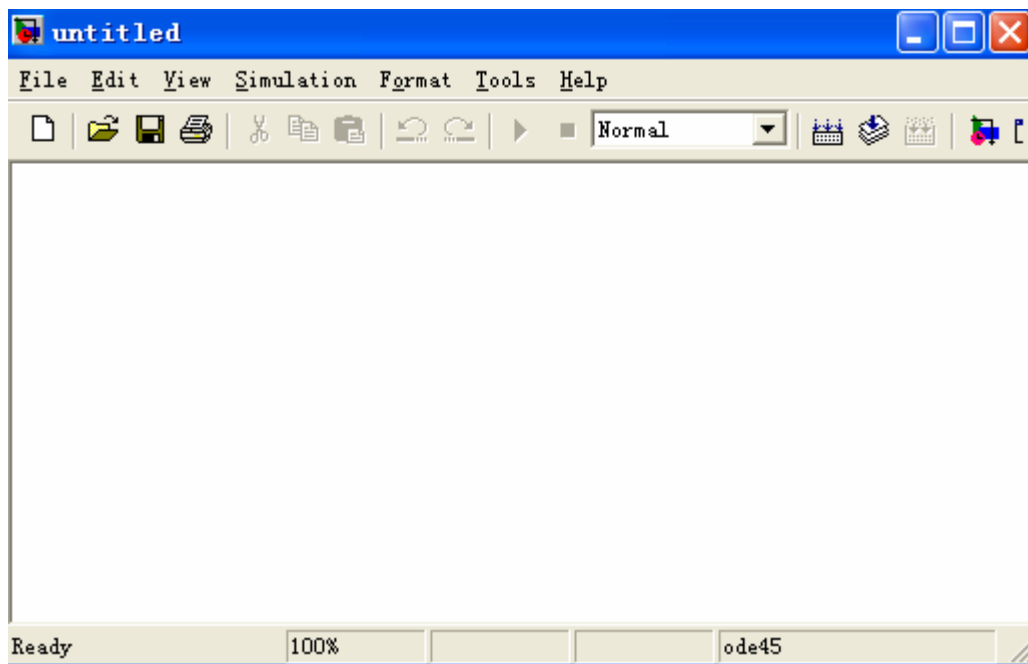 untitled
File Edit View Simulation Format Tools Help
Normal
Ready 100% ode45